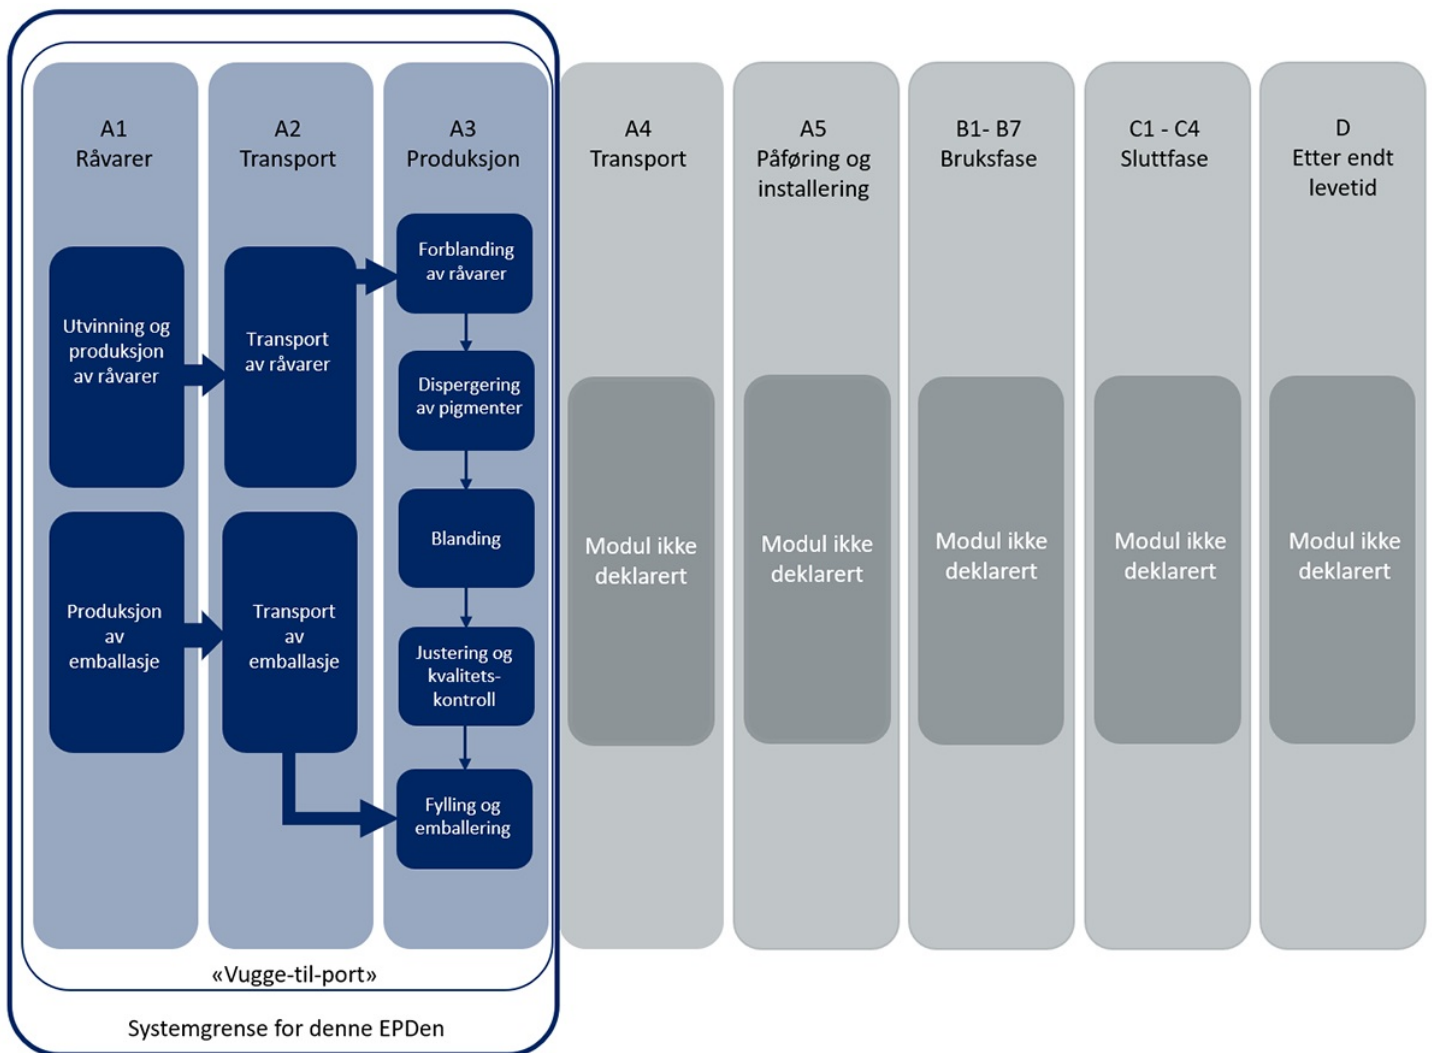 A1
Råvarer
A2
Transport
A3
Produksjon
A4
Transport
A5
Påføring og
installering
B1- B7
Bruksfase
C1 - C4
Sluttfase
D
Etter endt
levetid
Utvinning og
produksjon
av råvarer
Transport
av råvarer
Forblanding
av råvarer
Dispergering
av pigmenter
Blanding
Justering og
kvalitets-
kontroll
Fylling og
emballering
Produksjon
av
emballasje
Transport
av
emballasje
Modul ikke
deklarert
Modul ikke
deklarert
Modul ikke
deklarert
Modul ikke
deklarert
Modul ikke
deklarert
«Vugge-til-port»
Systemgrense for denne EPDen